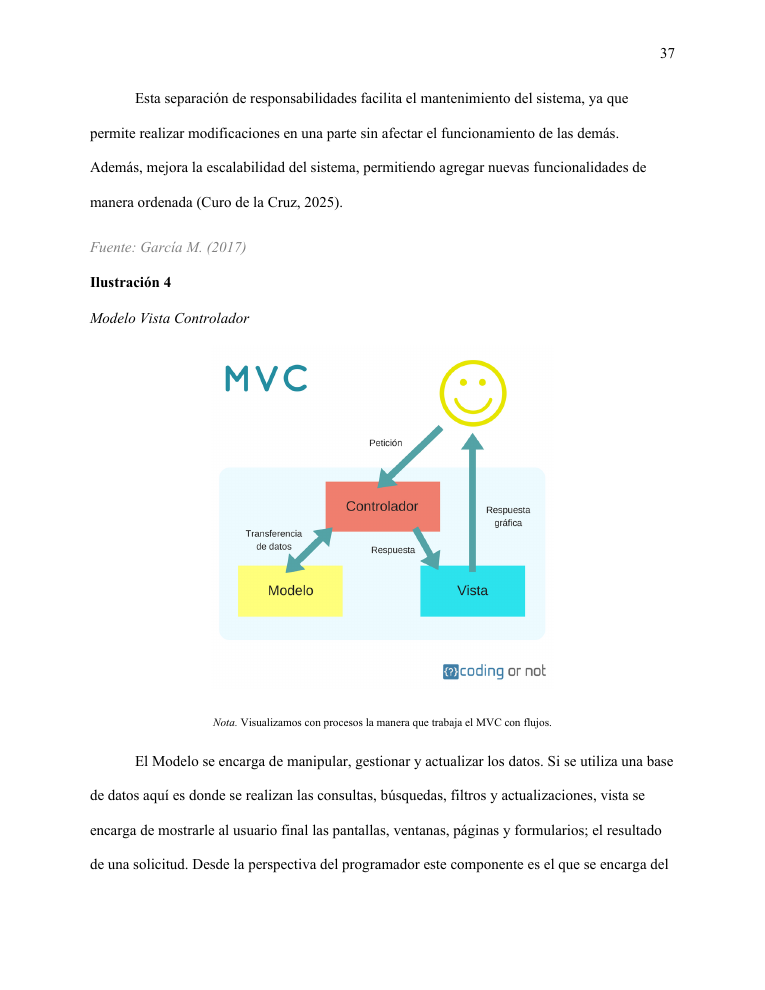 37
Esta separación de responsabilidades facilita el mantenimiento del sistema, ya que
permite realizar modificaciones en una parte sin afectar el funcionamiento de las demás.
Además, mejora la escalabilidad del sistema, permitiendo agregar nuevas funcionalidades de
manera ordenada (Curo de la Cruz, 2025).
Fuente: García M. (2017)
Ilustración 4
Modelo Vista Controlador
MVC
Petición
Controlador
Respuesta
gráfica
Transferencia
de datos
Respuesta
Modelo
Vista
{?}coding or not
Nota. Visualizamos con procesos la manera que trabaja el MVC con flujos.
El Modelo se encarga de manipular, gestionar y actualizar los datos. Si se utiliza una base
de datos aquí es donde se realizan las consultas, búsquedas, filtros y actualizaciones, vista se
encarga de mostrarle al usuario final las pantallas, ventanas, páginas y formularios; el resultado
de una solicitud. Desde la perspectiva del programador este componente es el que se encarga del